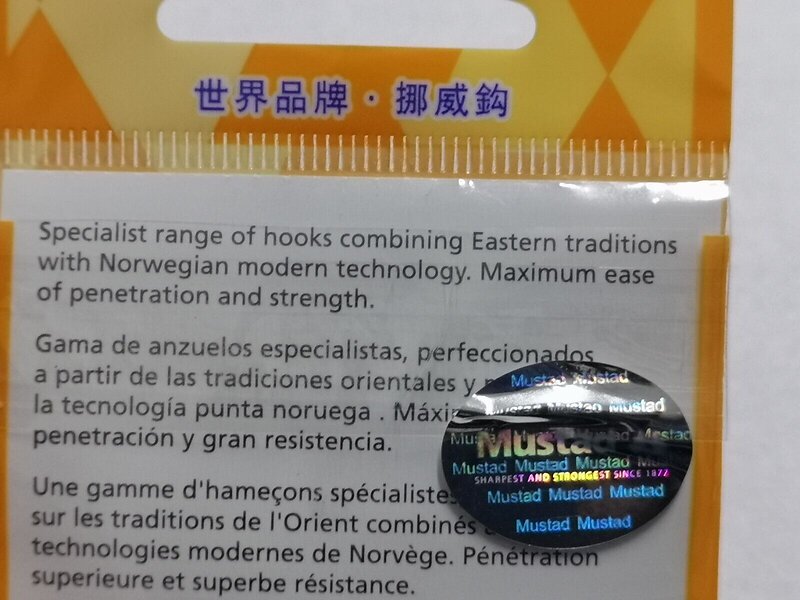 世界品牌・挪威鈎
Specialist range of hooks combining Eastern traditions
with Norwegian modern technology. Maximum ease
of penetration and strength.
Gama de anzuelos especialistas, perfeccionados
a partir de las tradiciones orientales y
la tecnología punta noruega . Máxi
penetración y gran resistencia.
Une gamme d'hameçons spécialistes
sur les traditions de l'Orient combinés
technologies modernes de Norvège. Pénétration
superieure et superbe résistance.
Mustad Mustad
Mustad Mustad Mustad
Mustad
SHARPEST AND STRONGEST SINCE 1877
Mustad Mustad Mustad
Mustad Mustad Mustad
Mustad Mustad